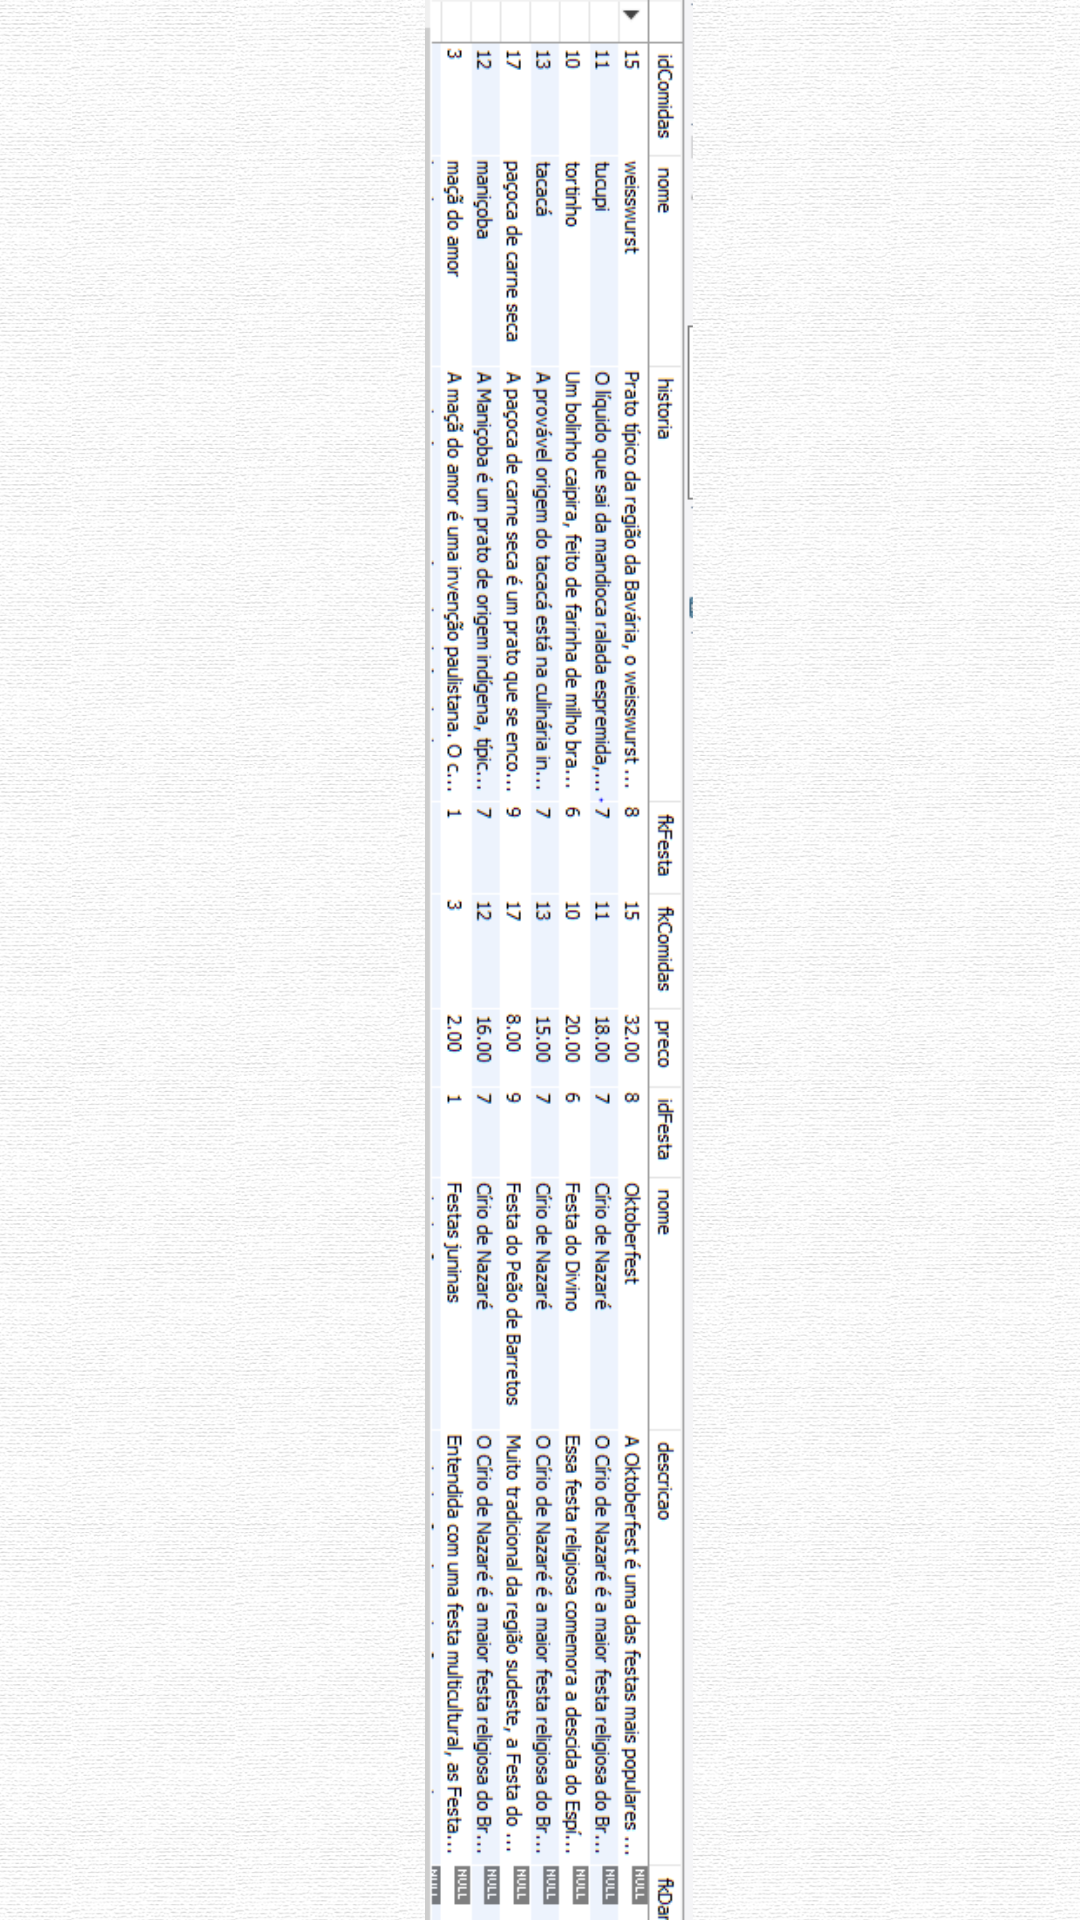 idComidas nome historia fkFesta fkComidas preco idFesta nome descricao fkDar
15 weisswurst Prato típico da região da Bavária, o weisswurst ... 8 15 32.00 8 Oktoberfest A Oktoberfest é uma das festas mais populares ... NULL
11 tucupi O líquido que sai da mandioca ralada espremida,... 7 11 18.00 7 Círio de Nazaré O Círio de Nazaré é a maior festa religiosa do Br... NULL
10 tortinho Um bolinho caipira, feito de farinha de milho bra... 6 10 20.00 6 Festa do Divino Essa festa religiosa comemora a descida do Espí... NULL
13 tacacá A provável origem do tacacá está na culinária in... 7 13 15.00 7 Círio de Nazaré O Círio de Nazaré é a maior festa religiosa do Br... NULL
17 paçoca de carne seca A paçoca de carne seca é um prato que se enco... 9 17 8.00 9 Festa do Peão de Barretos Muito tradicional da região sudeste, a Festa do ... NULL
12 maniçoba A Maniçoba é um prato de origem indígena, típic... 7 12 16.00 7 Círio de Nazaré O Círio de Nazaré é a maior festa religiosa do Br... NULL
3 maçã do amor A maçã do amor é uma invenção paulistana. O c... 1 3 2.00 1 Festas juninas Entendida com uma festa multicultural, as Festa... NULL